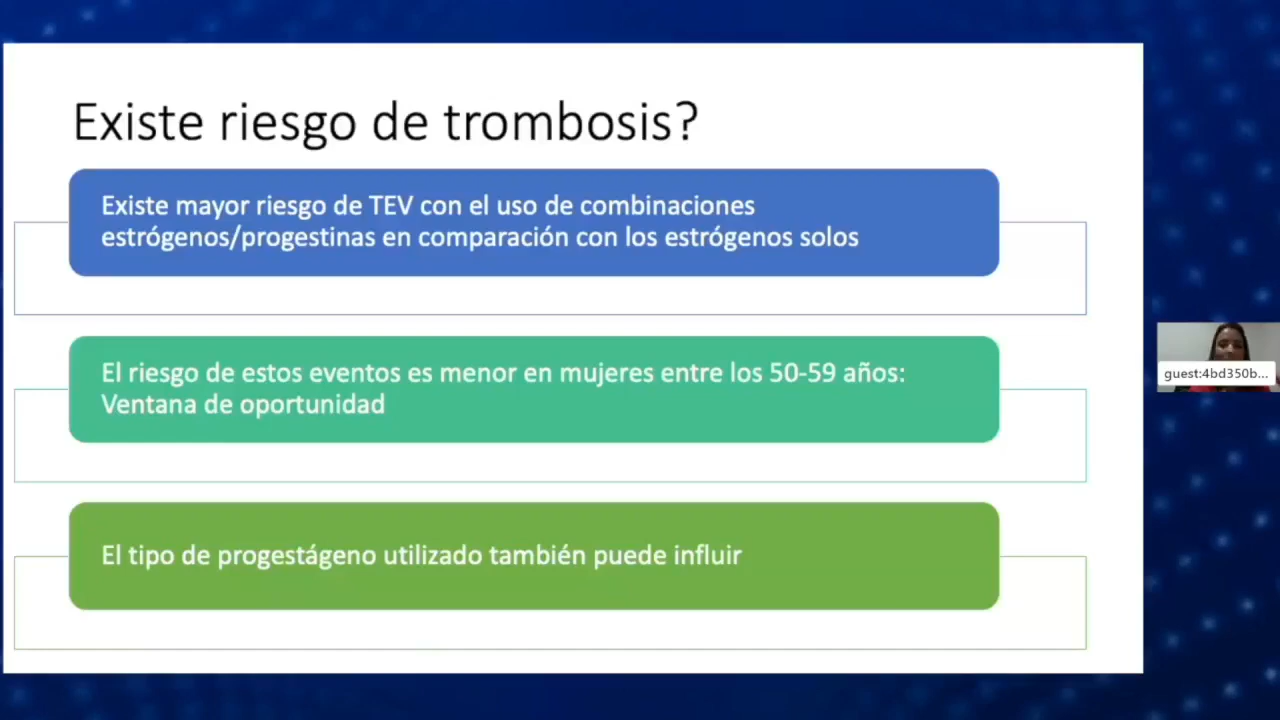 Existe riesgo de trombosis?
Existe mayor riesgo de TEV con el uso de combinaciones
estrógenos/progestinas en comparación con los estrógenos solos
El riesgo de estos eventos es menor en mujeres entre los 50-59 años:
Ventana de oportunidad
El tipo de progestágeno utilizado también puede influir
guest:4bd350b...